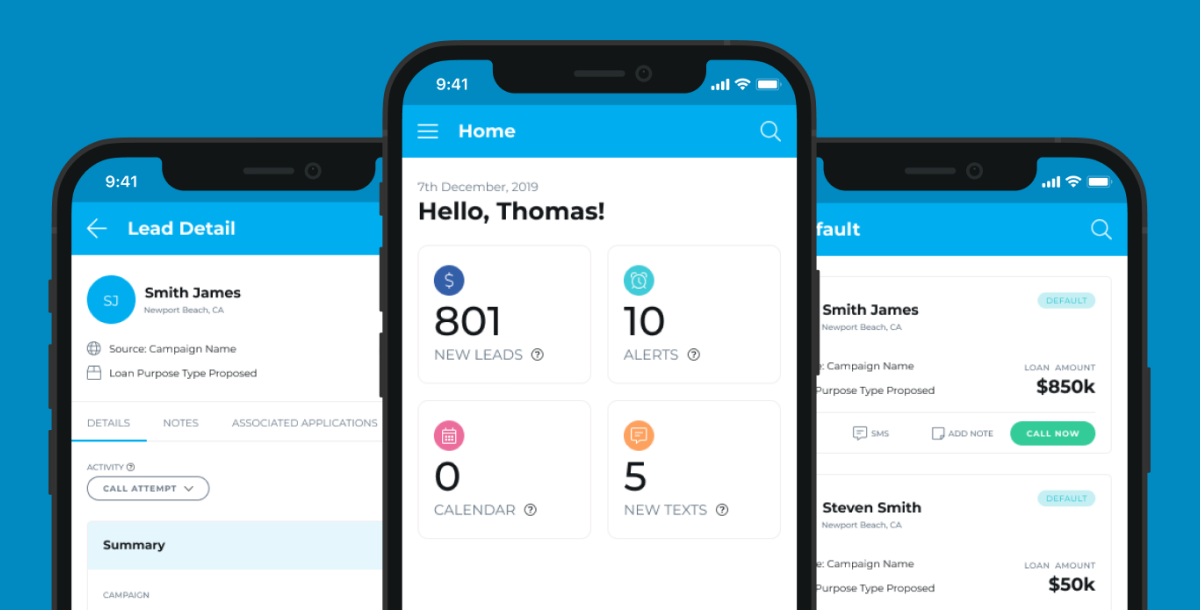 9:41
Lead Detail
SJ
Smith James
Newport Beach, CA
Source: Campaign Name
Loan Purpose Type Proposed
DETAILS NOTES ASSOCIATED APPLICATIONS
ACTIVITY ?
CALL ATTEMPT
Summary
CAMPAIGN
9:41
Home
7th December, 2019
Hello, Thomas!
$
801
NEW LEADS ?
10
ALERTS ?
0
CALENDAR ?
5
NEW TEXTS ?
fault
DEFAULT
Smith James
Newport Beach, CA
e: Campaign Name
LOAN AMOUNT
Purpose Type Proposed
$850k
SMS ADD NOTE CALL NOW
DEFAULT
Steven Smith
Newport Beach, CA
e: Campaign Name
LOAN AMOUNT
Purpose Type Proposed
$50k